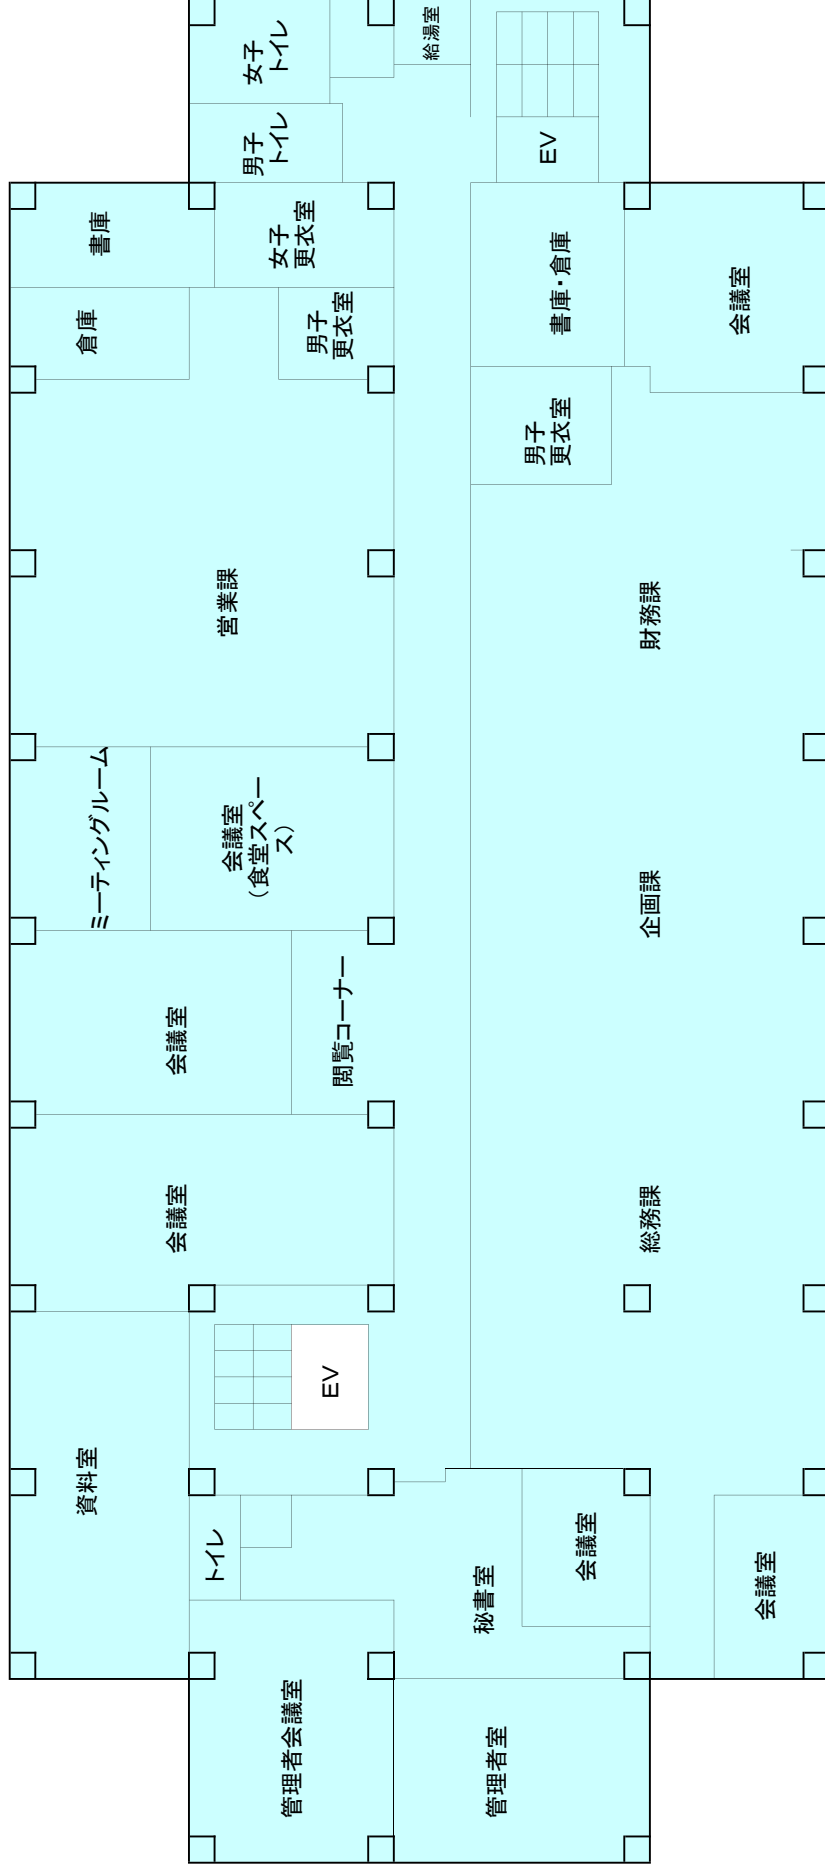 女子
トイレ
給湯室
男子
トイレ
EV
書庫
女子
更衣室
書庫・倉庫
会議室
倉庫
男子
更衣室
男子
更衣室
営業課
財務課
ミーティングルーム
会議室
（食堂スペー
ス）
企画課
会議室
閲覧コーナー
会議室
総務課
EV
資料室
トイレ
会議室
秘書室
会議室
管理者会議室
管理者室